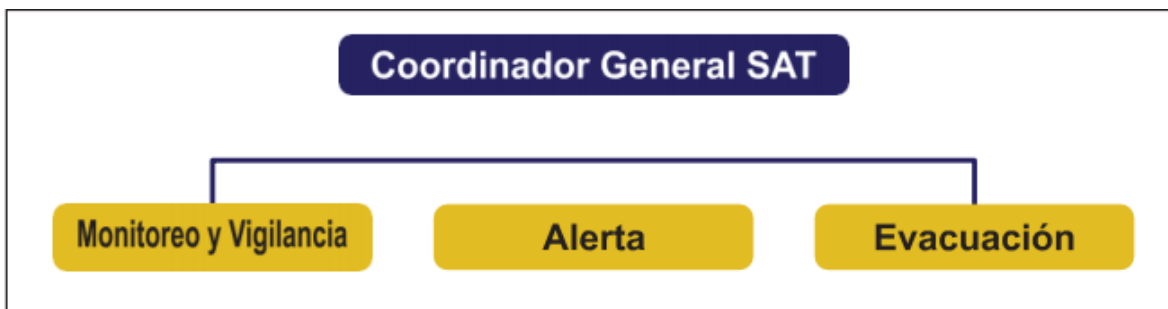 Coordinador General SAT
Monitoreo y Vigilancia
Alerta
Evacuación